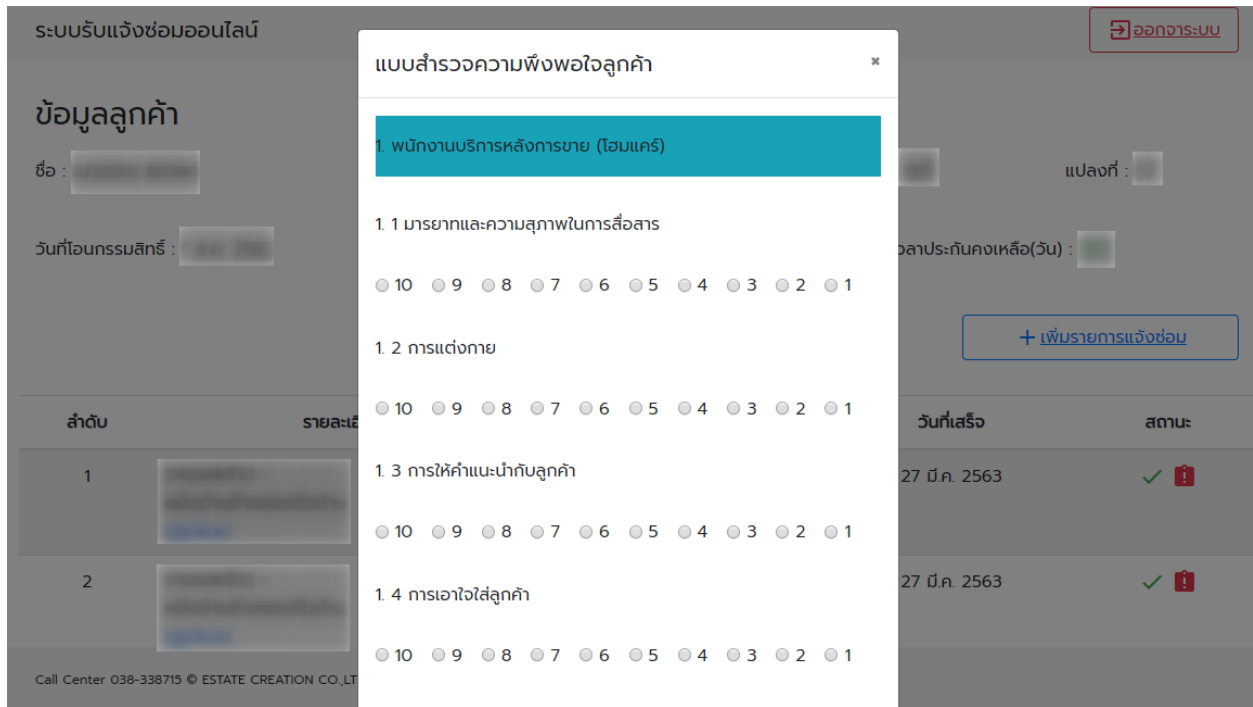 ระบบรับแจ้งซ่อมออนไลน์
ออกจาระบบ
แบบสำรวจความพึงพอใจลูกค้า
×
ข้อมูลลูกค้า
ชื่อ :
แปลงที่ :
วันที่โอนกรรมสิทธิ์ :
วลาประกันคงเหลือ(วัน) :
+ เพิ่มรายการแจ้งซ่อม
1. พนักงานบริการหลังการขาย (โฮมแคร์)
1. 1 มารยาทและความสุภาพในการสื่อสาร
10 9 8 7 6 5 4 3 2 1
1. 2 การแต่งกาย
10 9 8 7 6 5 4 3 2 1
1. 3 การให้คำแนะนำกับลูกค้า
10 9 8 7 6 5 4 3 2 1
1. 4 การเอาใจใส่ลูกค้า
10 9 8 7 6 5 4 3 2 1
ลำดับ รายละเอี วันที่เสร็จ สถานะ
1 27 มี.ค. 2563
2 27 มี.ค. 2563
Call Center 038-338715 © ESTATE CREATION CO.,LT